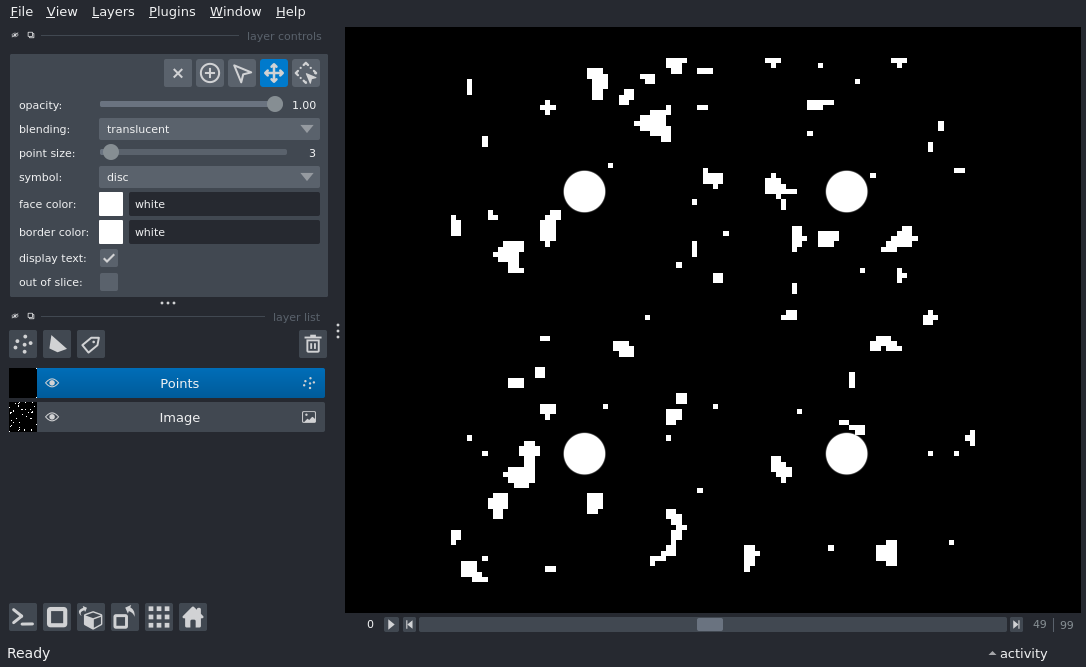 File View Layers Plugins Window Help
layer controls
opacity: 1.00
blending: translucent
point size: 3
symbol: disc
face color: white
border color: white
display text:
out of slice:
layer list
Points
Image
0 49 | 99
Ready activity